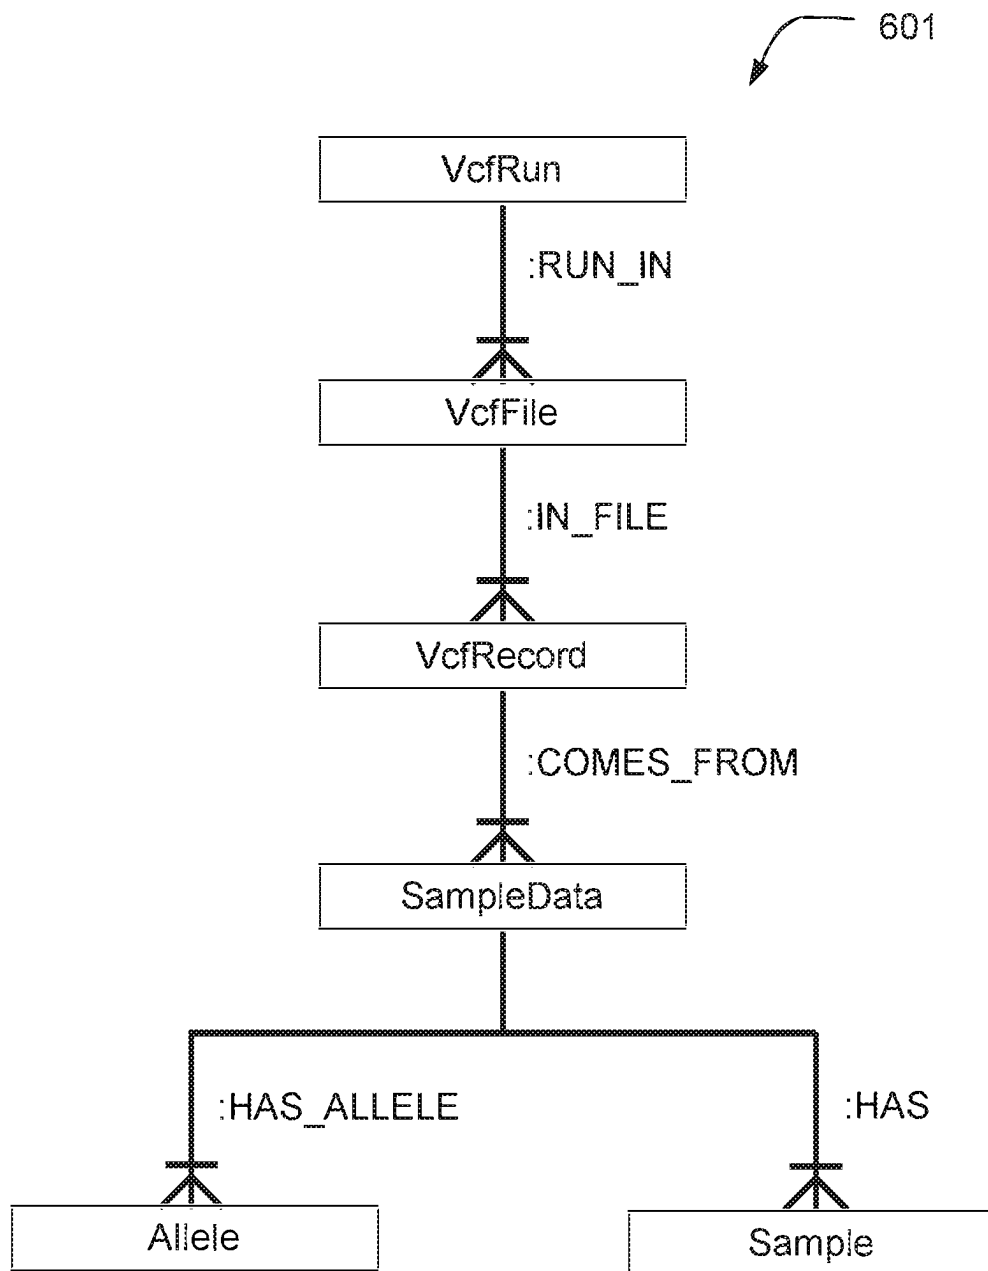 601
VcfRun
:RUN_IN
VcfFile
:IN_FILE
VcfRecord
:COMES_FROM
SampleData
:HAS_ALLELE
:HAS
Allele
Sample